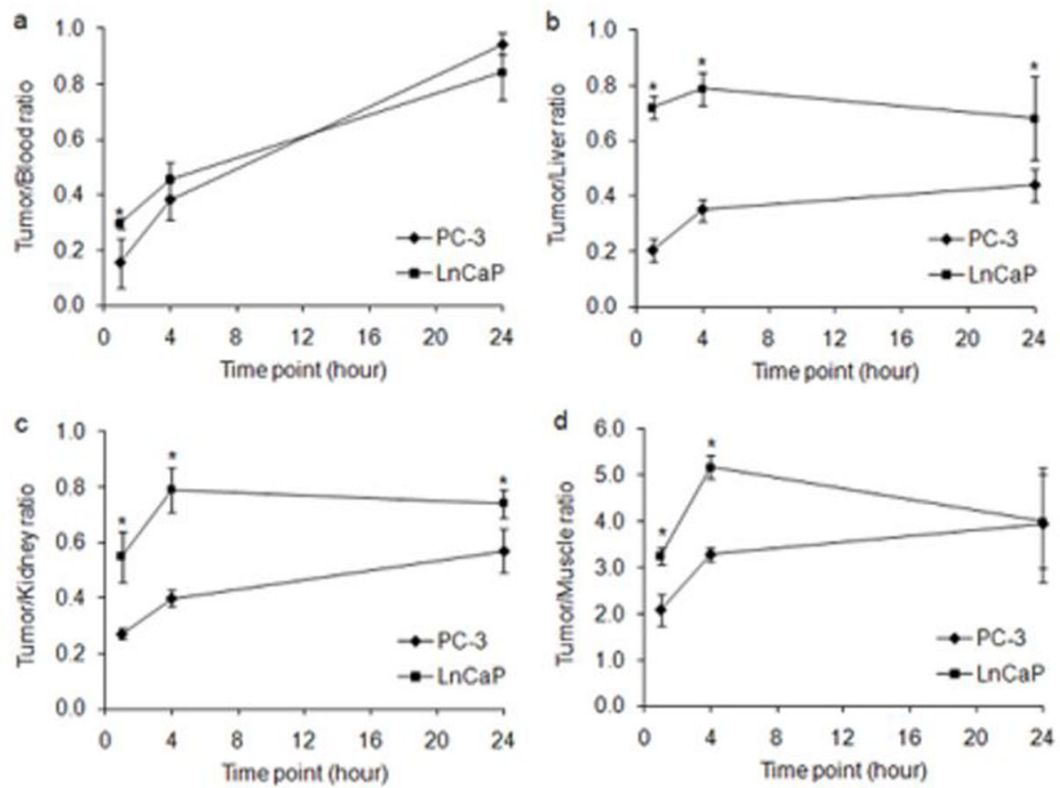 a
1.0
0.8
0.6
0.4
0.2
0.0
Tumor/Blood ratio
*
PC-3
LnCaP
0 4 8 12 16 20 24
Time point (hour)
b
1.0
0.8
0.6
0.4
0.2
0.0
Tumor/Liver ratio
* * *
PC-3
LnCaP
0 4 8 12 16 20 24
Time point (hour)
c
1.0
0.8
0.6
0.4
0.2
0.0
Tumor/Kidney ratio
* * *
PC-3
LnCaP
0 4 8 12 16 20 24
Time point (hour)
d
6.0
5.0
4.0
3.0
2.0
1.0
0.0
Tumor/Muscle ratio
* *
PC-3
LnCaP
0 4 8 12 16 20 24
Time point (hour)